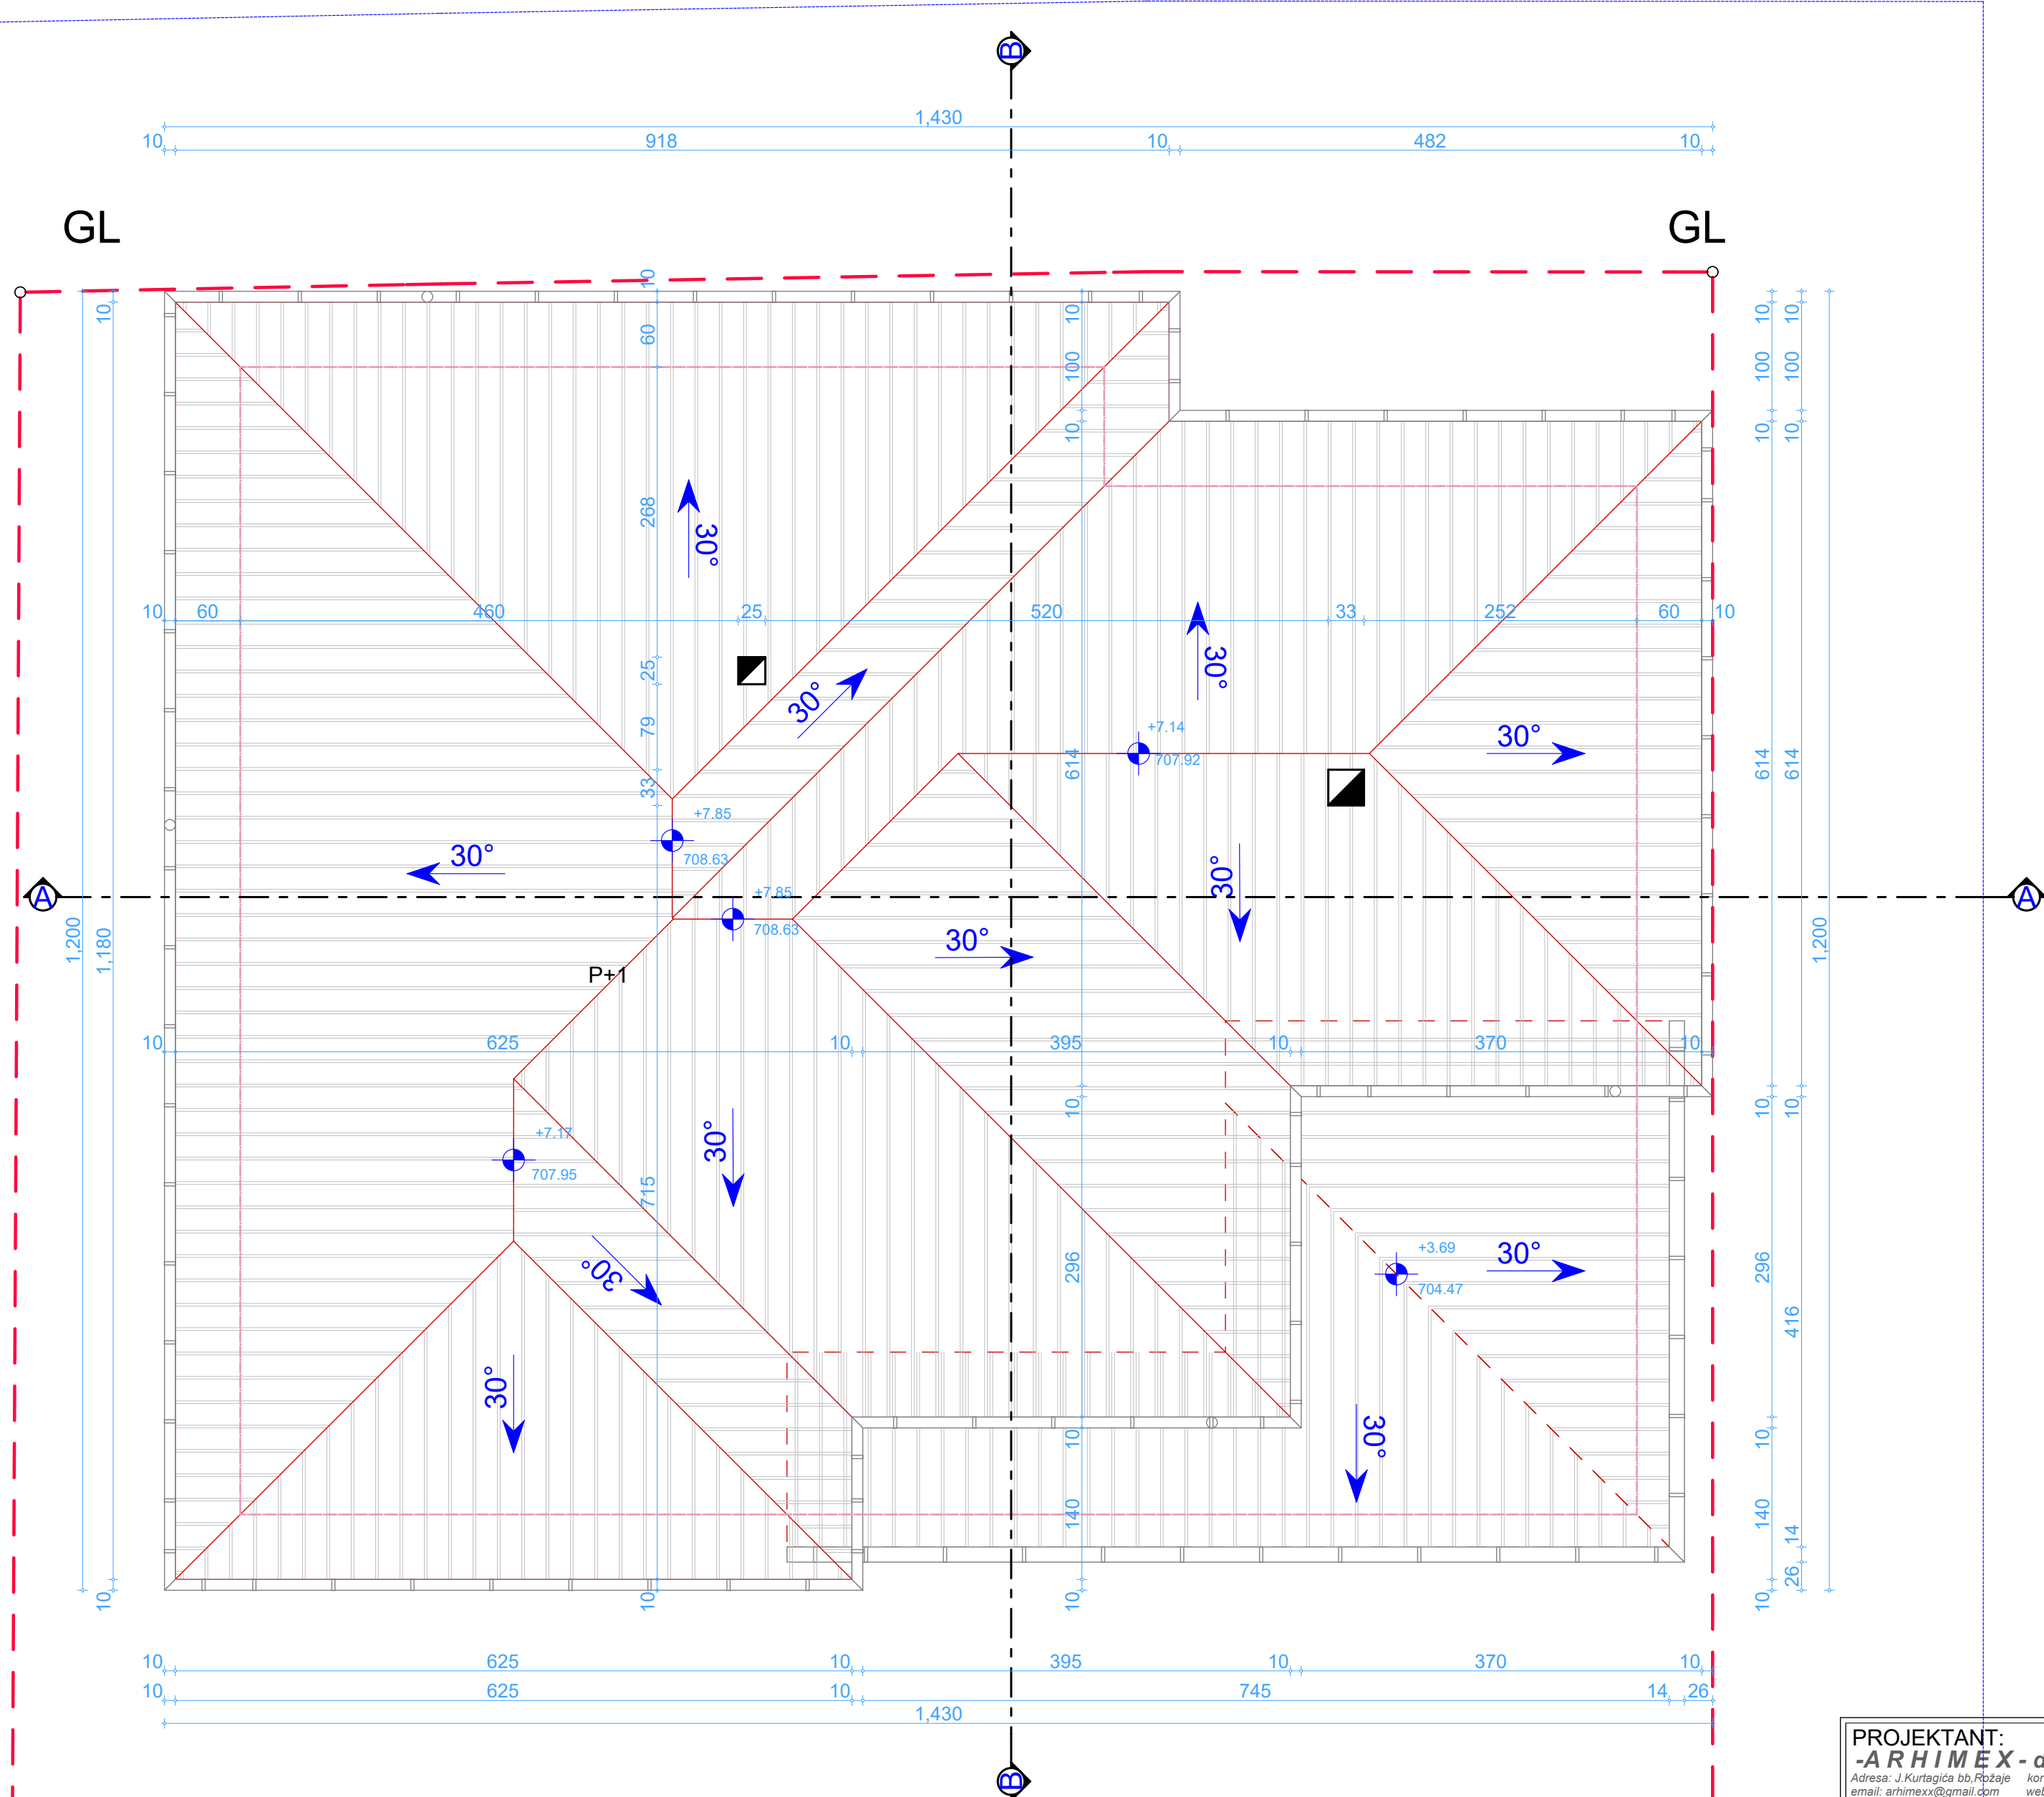 B
1,430
10 918 10 482 10
GL GL
10
10 10 10 10
60 100 100 100
10 10 10
268
30°
10 60 460 25 520 33 252 60 10
25
30°
30°
79
+7.14
707.92
30°
614 614 614
33
+7.85
708.63
30°
30°
+7.85
708.63
A A
1,200 1,180 1,200
30°
P+1
10 625 10 395 10 370 10
10 10 10
+7.17
707.95
30°
715
30°
296 296
+3.69
704.47
30°
416
30°
30°
10 10
140 140 14
26
10 10 10 10
10 625 10 395 10 370 10
10 625 10 745 14 26
1,430
B
PROJEKTANT:
-ARHIMEX- d
Adresa: J.Kurtagića bb,Rožaje kon
email: arhimexx@gmail.com web